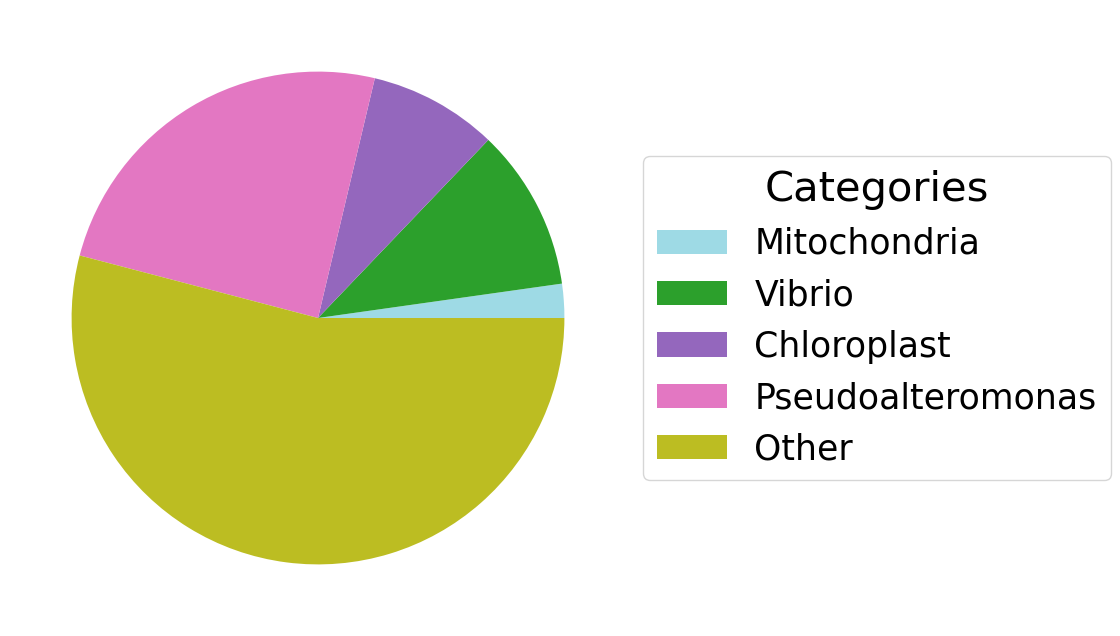 Categories
Mitochondria
Vibrio
Chloroplast
Pseudoalteromonas
Other